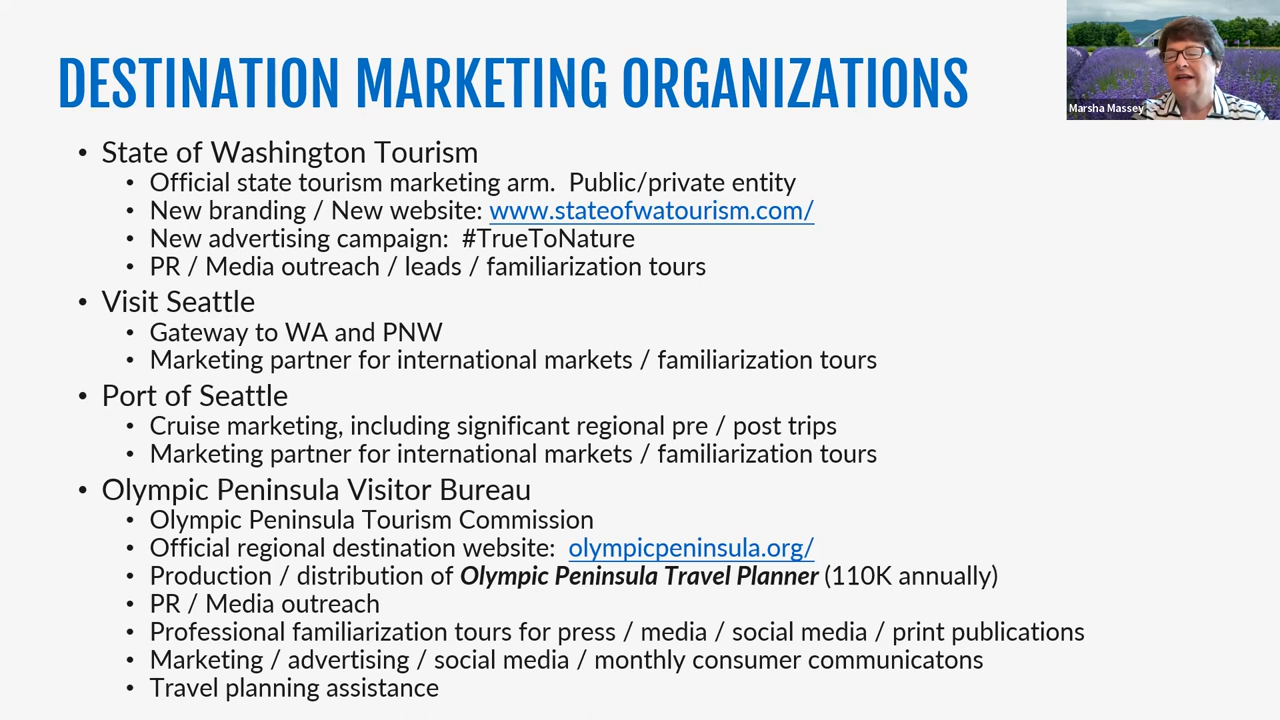 DESTINATION MARKETING ORGANIZATIONS
Marsha Massey
• State of Washington Tourism
• Official state tourism marketing arm.  Public/private entity
• New branding / New website: www.stateofwatourism.com/
• New advertising campaign:  #TrueToNature
• PR / Media outreach / leads / familiarization tours
• Visit Seattle
• Gateway to WA and PNW
• Marketing partner for international markets / familiarization tours
• Port of Seattle
• Cruise marketing, including significant regional pre / post trips
• Marketing partner for international markets / familiarization tours
• Olympic Peninsula Visitor Bureau
• Olympic Peninsula Tourism Commission
• Official regional destination website:  olympicpeninsula.org/
• Production / distribution of Olympic Peninsula Travel Planner (110K annually)
• PR / Media outreach
• Professional familiarization tours for press / media / social media / print publications
• Marketing / advertising / social media / monthly consumer communicatons
• Travel planning assistance